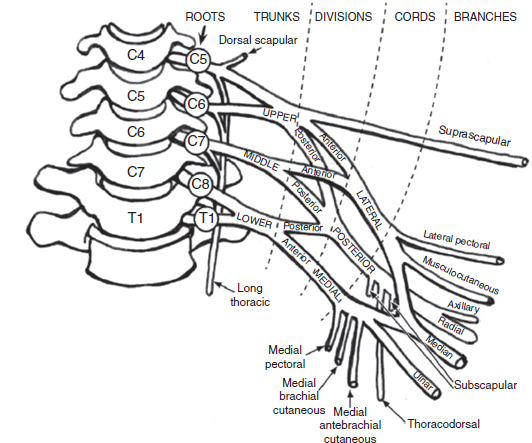 ROOTS TRUNKS DIVISIONS CORDS BRANCHES
Dorsal scapular
C4
C5
C5
C6
C6
C7
C7
C8
T1
T1
UPPER
Posterior
Anterior
Suprascapular
MIDDLE
Anterior
Posterior
LATERAL
LOWER
Posterior
POSTERIOR
Anterior
MEDIAL
Lateral pectoral
Musculocutaneous
Axillary
Radial
Median
Ulnar
Long
thoracic
Medial
pectoral
Medial
brachial
cutaneous
Medial
antebrachial
cutaneous
Subscapular
Thoracodorsal